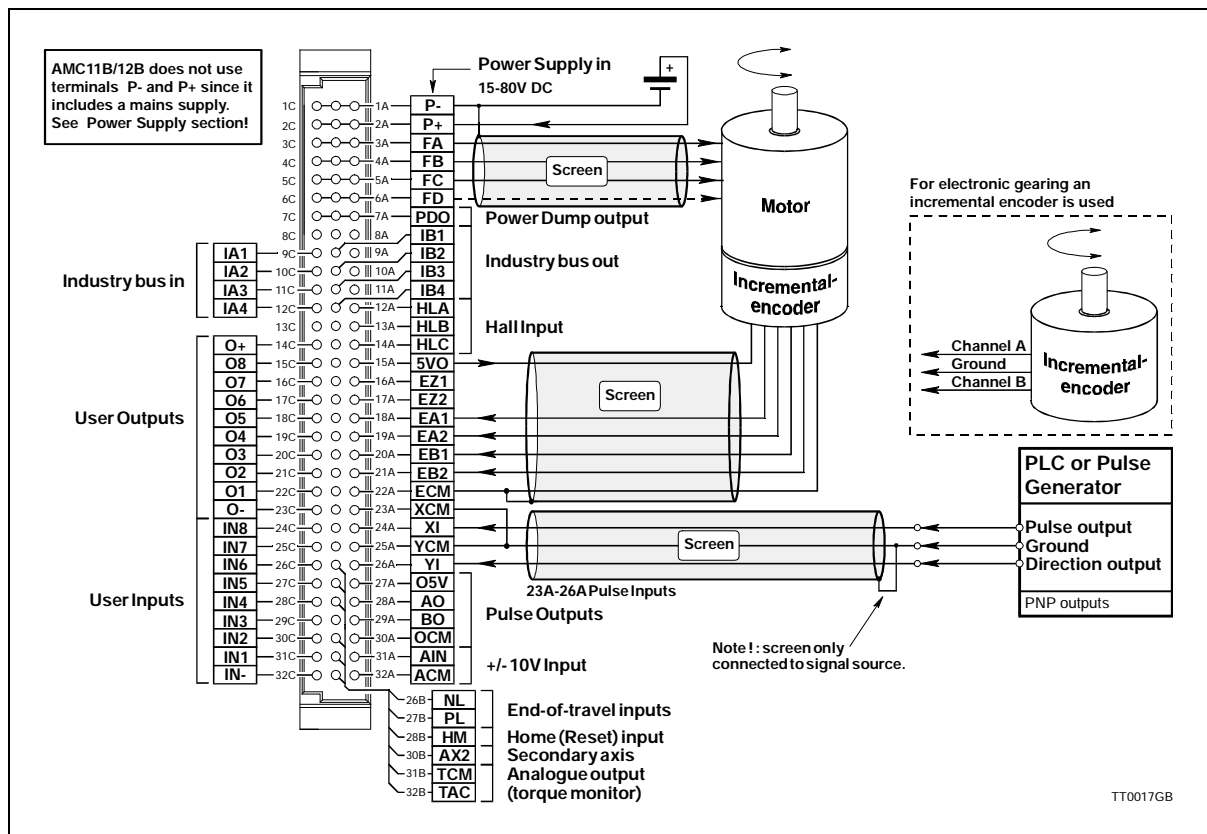 AMC11B/12B does not use
terminals P- and P+ since it
includes a mains supply.
See Power Supply section!
Power Supply in
15-80V DC
+
1C 1A P-
2C 2A P+
3C 3A FA
4C 4A FB
5C 5A FC
6C 6A FD
7C 7A PDO
8C 8A IB1
IA1 9C 9A IB2
IA2 10C 10A IB3
IA3 11C 11A IB4
IA4 12C 12A HLA
13C 13A HLB
O+ 14C 14A HLC
O8 15C 15A 5VO
O7 16C 16A EZ1
O6 17C 17A EZ2
O5 18C 18A EA1
O4 19C 19A EA2
O3 20C 20A EB1
O2 21C 21A EB2
O1 22C 22A ECM
O- 23C 23A XCM
IN8 24C 24A XI
IN7 25C 25A YCM
IN6 26C 26A YI
IN5 27C 27A O5V
IN4 28C 28A AO
IN3 29C 29A BO
IN2 30C 30A OCM
IN1 31C 31A AIN
IN- 32C 32A ACM
26B NL
27B PL
28B HM
30B AX2
31B TCM
32B TAC
Industry bus in
User Outputs
User Inputs
Screen
Power Dump output
Industry bus out
Hall Input
Screen
Screen
23A-26A Pulse Inputs
Pulse Outputs
+/- 10V Input
End-of-travel inputs
Home (Reset) input
Secondary axis
Analogue output
(torque monitor)
Motor
Incremental-
encoder
For electronic gearing an
incremental encoder is used
Channel A
Ground
Channel B
Incremental-
encoder
PLC or Pulse
Generator
Pulse output
Ground
Direction output
PNP outputs
Note ! : screen only
connected to signal source.
TT0017GB